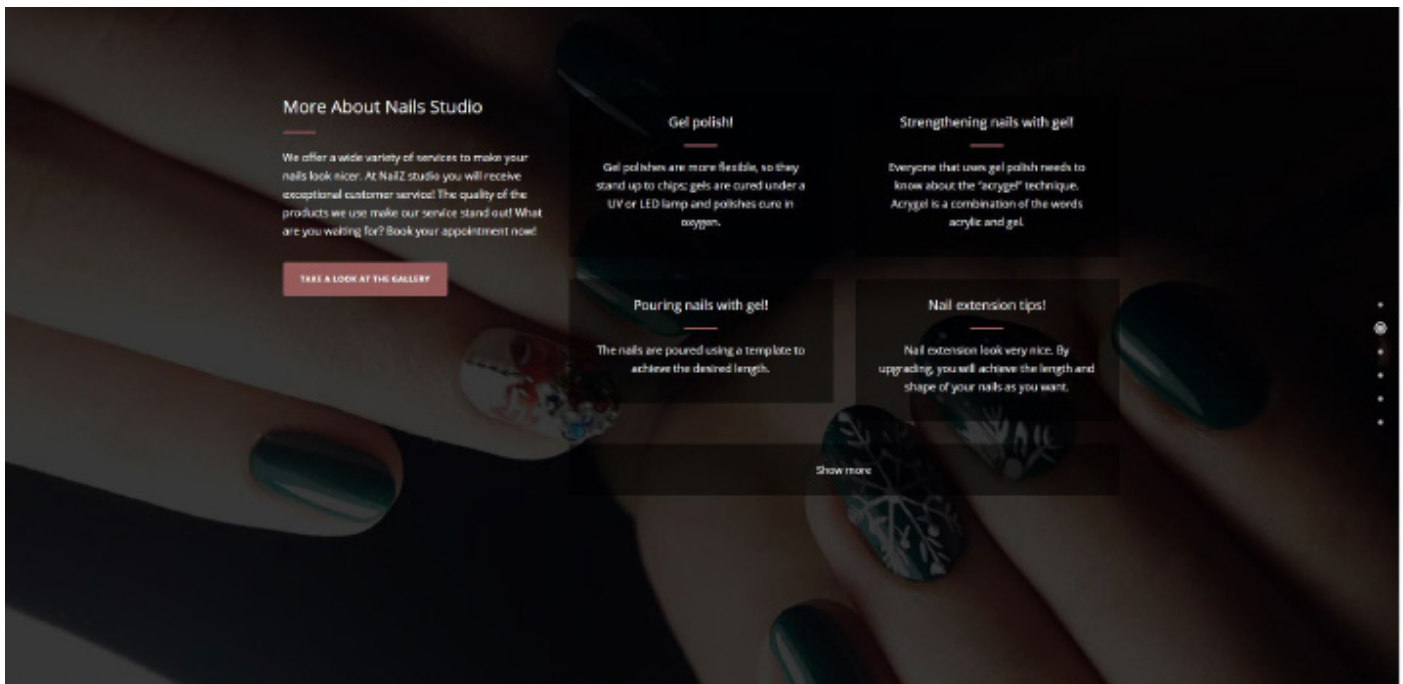 More About Nails Studio
We offer a wide variety of services to make your
nails look nicer. At NailZ studio you will receive
exceptional customer service! The quality of the
products we use make our service stand out! What
are you waiting for? Book your appointment now!
TAKE A LOOK AT THE GALLERY
Gel polish!
Gel polishes are more flexible, so they
stand up to chips; gels are cured under a
UV or LED lamp and polishes cure in
oxygen.
Strengthening nails with gel!
Everyone that uses gel polish needs to
know about the "acrygel" technique.
Acrygel is a combination of the words
acrylic and gel.
Pouring nails with gel!
The nails are poured using a template to
achieve the desired length.
Nail extension tips!
Nail extension look very nice. By
upgrading, you will achieve the length and
shape of your nails as you want.
Show more